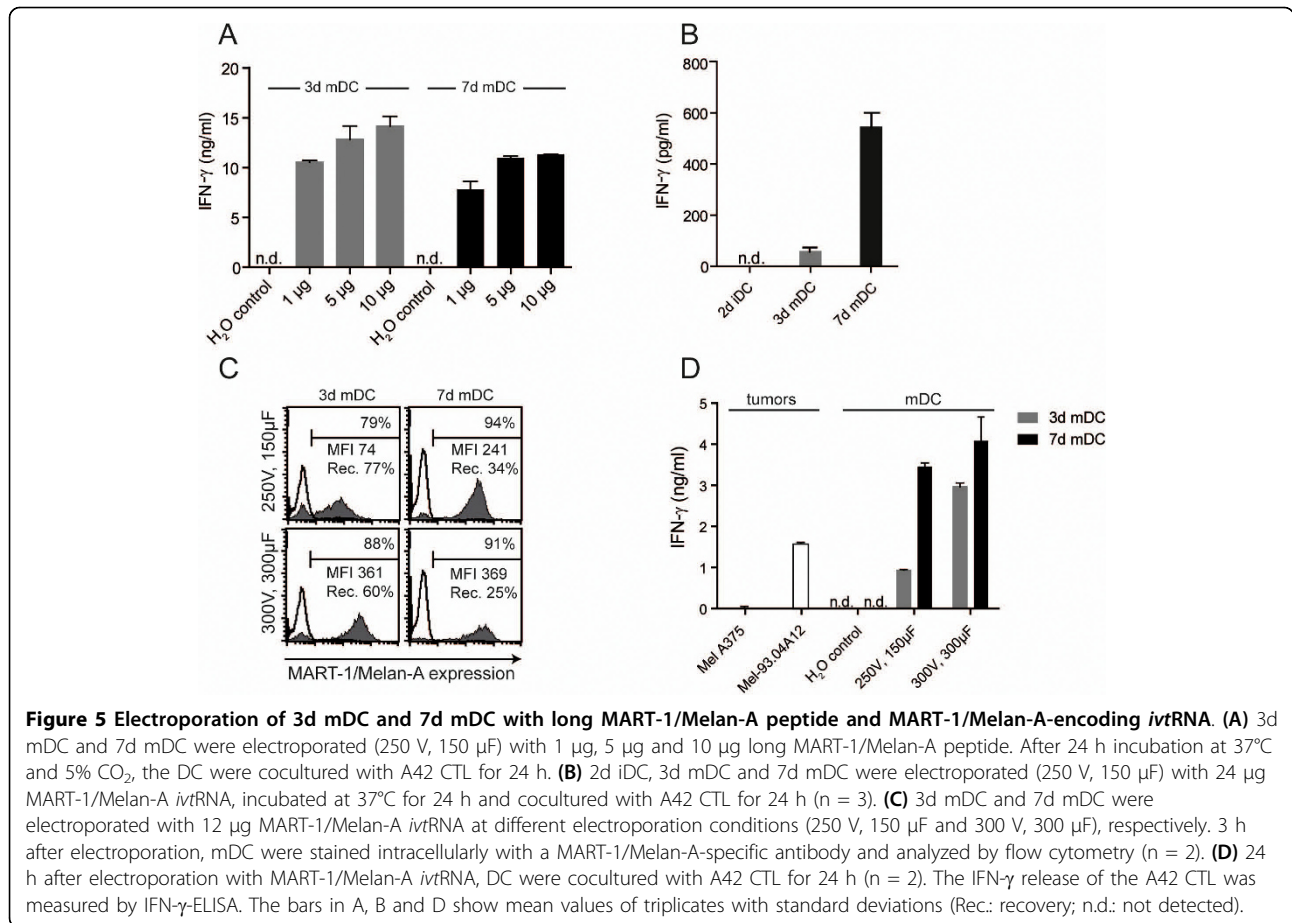 A
20
15
10
5
0
IFN-γ (ng/ml)
3d mDC
7d mDC
n.d.
n.d.
H2O control
1 µg
5 µg
10 µg
H2O control
1 µg
5 µg
10 µg
B
800
600
400
200
0
IFN-γ (pg/ml)
n.d.
2d iDC
3d mDC
7d mDC
C
3d mDC
7d mDC
250V, 150µF
79%
MFI 74
Rec. 77%
94%
MFI 241
Rec. 34%
300V, 300µF
88%
MFI 361
Rec. 60%
91%
MFI 369
Rec. 25%
MART-1/Melan-A expression
D
5
4
3
2
1
0
IFN-γ (ng/ml)
tumors
mDC
3d mDC
7d mDC
n.d.
n.d.
Mel A375
Mel-93.04A12
H2O control
250V, 150µF
300V, 300µF
Figure 5 Electroporation of 3d mDC and 7d mDC with long MART-1/Melan-A peptide and MART-1/Melan-A-encoding ivtRNA. (A) 3d
mDC and 7d mDC were electroporated (250 V, 150 μF) with 1 μg, 5 μg and 10 μg long MART-1/Melan-A peptide. After 24 h incubation at 37°C
and 5% CO2, the DC were cocultured with A42 CTL for 24 h. (B) 2d iDC, 3d mDC and 7d mDC were electroporated (250 V, 150 μF) with 24 μg
MART-1/Melan-A ivtRNA, incubated at 37°C for 24 h and cocultured with A42 CTL for 24 h (n = 3). (C) 3d mDC and 7d mDC were
electroporated with 12 μg MART-1/Melan-A ivtRNA at different electroporation conditions (250 V, 150 μF and 300 V, 300 μF), respectively. 3 h
after electroporation, mDC were stained intracellularly with a MART-1/Melan-A-specific antibody and analyzed by flow cytometry (n = 2). (D) 24
h after electroporation with MART-1/Melan-A ivtRNA, DC were cocultured with A42 CTL for 24 h (n = 2). The IFN-γ release of the A42 CTL was
measured by IFN-γ-ELISA. The bars in A, B and D show mean values of triplicates with standard deviations (Rec.: recovery; n.d.: not detected).